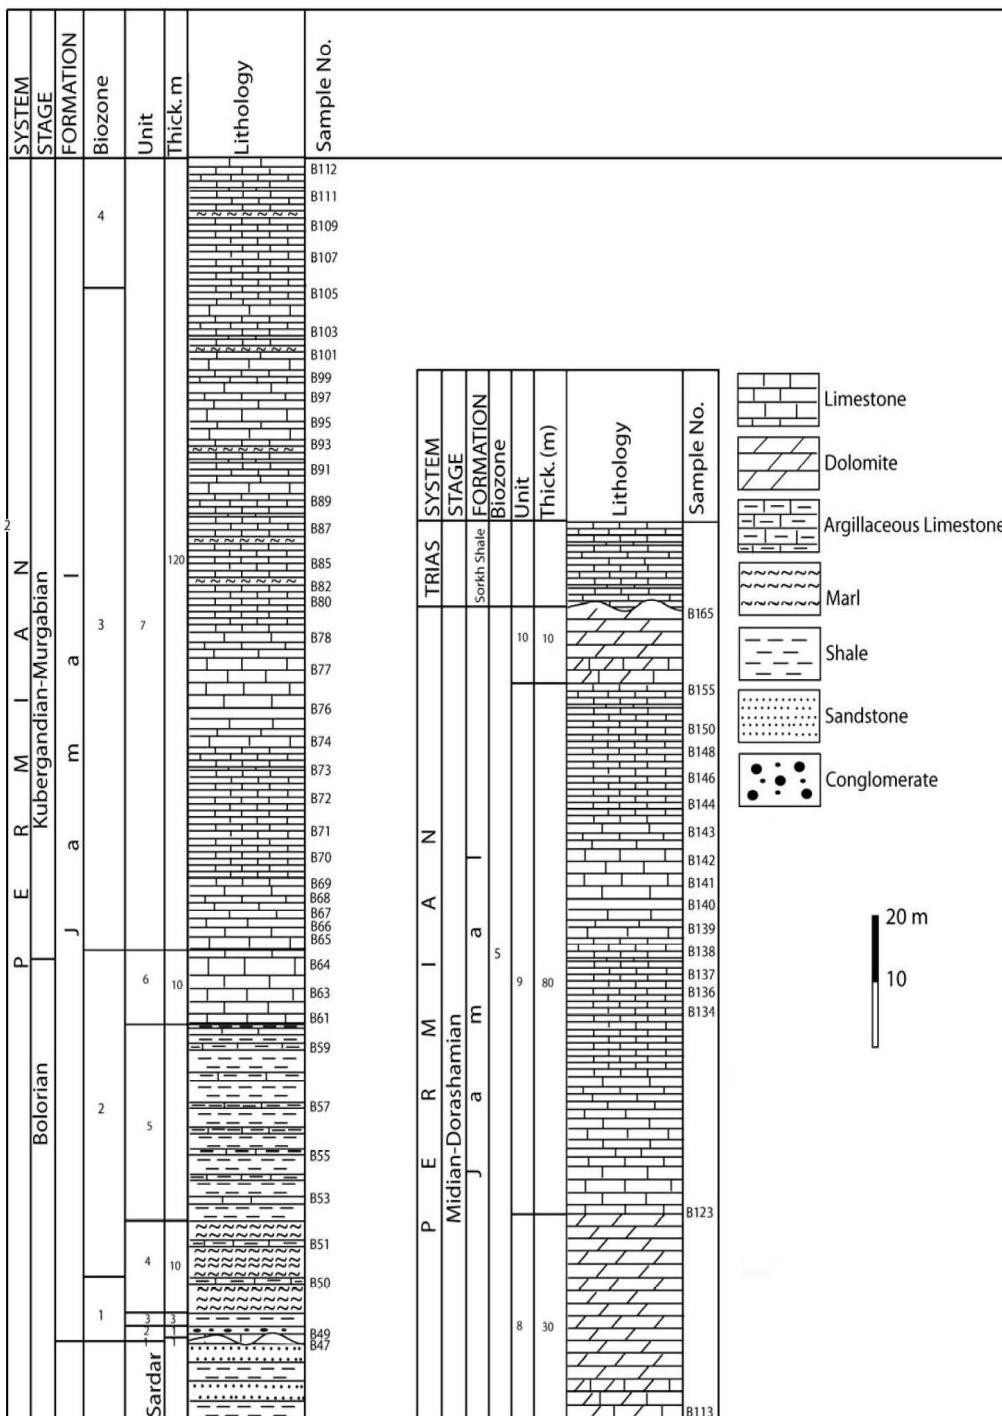 SYSTEM
STAGE
FORMATION
Biozone
Unit
Thick. m
Lithology
Sample No.
PERMIAN
Kubergandian-Murgabian
Bolorian
Jamal
Sardar
4
3
2
1
7
6
5
4
3
2
1
120
10
10
3
1
1
2
B112
B111
B109
B107
B105
B103
B101
B99
B97
B95
B93
B91
B89
B87
B85
B82
B80
B78
B77
B76
B74
B73
B72
B71
B70
B69
B68
B67
B66
B65
B64
B63
B61
B59
B57
B55
B53
B51
B50
B49
B47
SYSTEM
STAGE
FORMATION
Biozone
Unit
Thick. (m)
Lithology
Sample No.
TRIAS
Sorkh Shale
PERMIAN
Midian-Dorashamian
Jamal
5
10
10
9
80
8
30
B165
B155
B150
B148
B146
B144
B143
B142
B141
B140
B139
B138
B137
B136
B134
B123
B113
Limestone
Dolomite
Argillaceous Limestone
Marl
Shale
Sandstone
Conglomerate
20 m
10